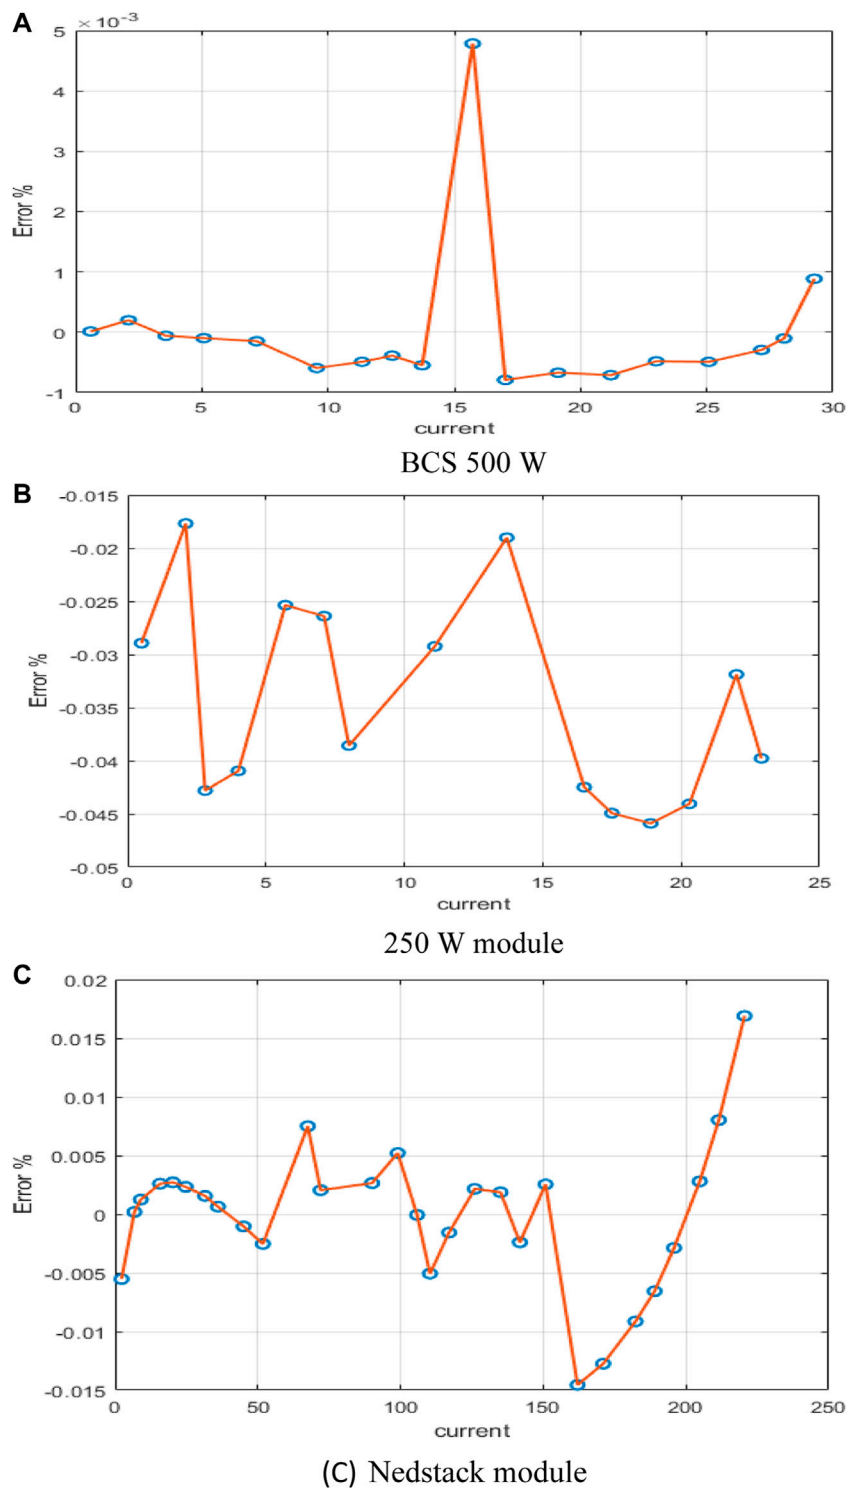 A
× 10⁻³
5
4
3
2
1
0
-1
Error %
0 5 10 15 20 25 30
current
BCS 500 W
B
-0.015
-0.02
-0.025
-0.03
-0.035
-0.04
-0.045
-0.05
Error %
0 5 10 15 20 25
current
250 W module
C
0.02
0.015
0.01
0.005
0
-0.005
-0.01
-0.015
Error %
0 50 100 150 200 250
current
(C) Nedstack module